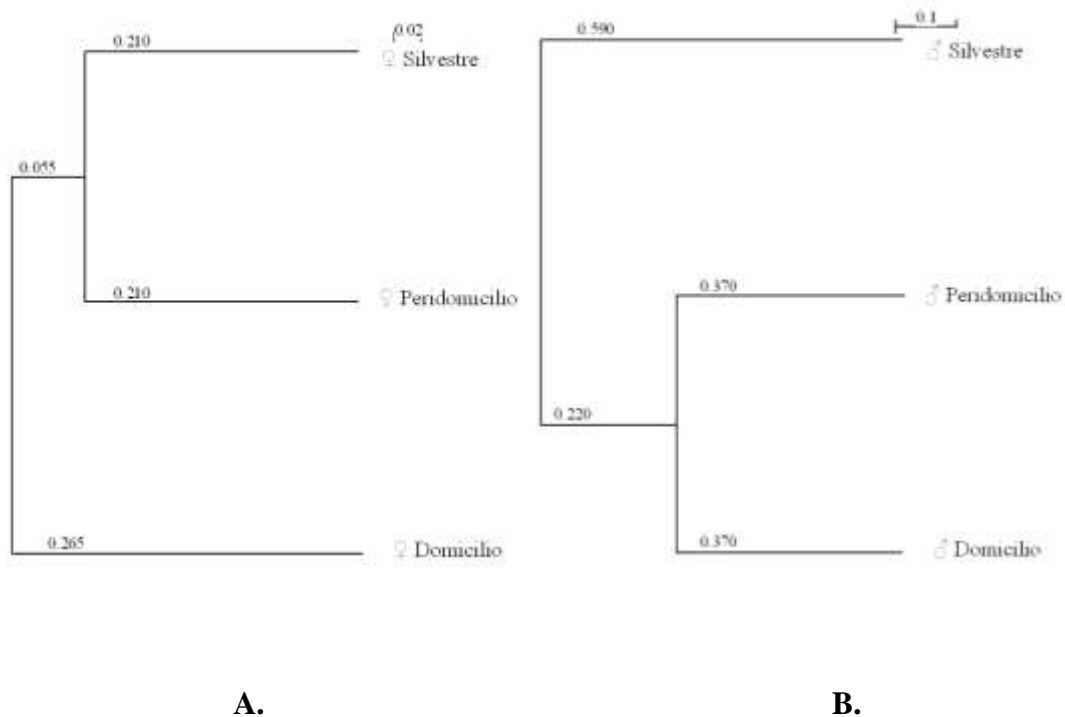 0.210
0.02
♀ Silvestre
0.055
0.210
♀ Peridomicilio
0.265
♀ Domicilio
A.
0.590
0.1
♂ Silvestre
0.370
♂ Peridomicilio
0.220
0.370
♂ Domicilio
B.